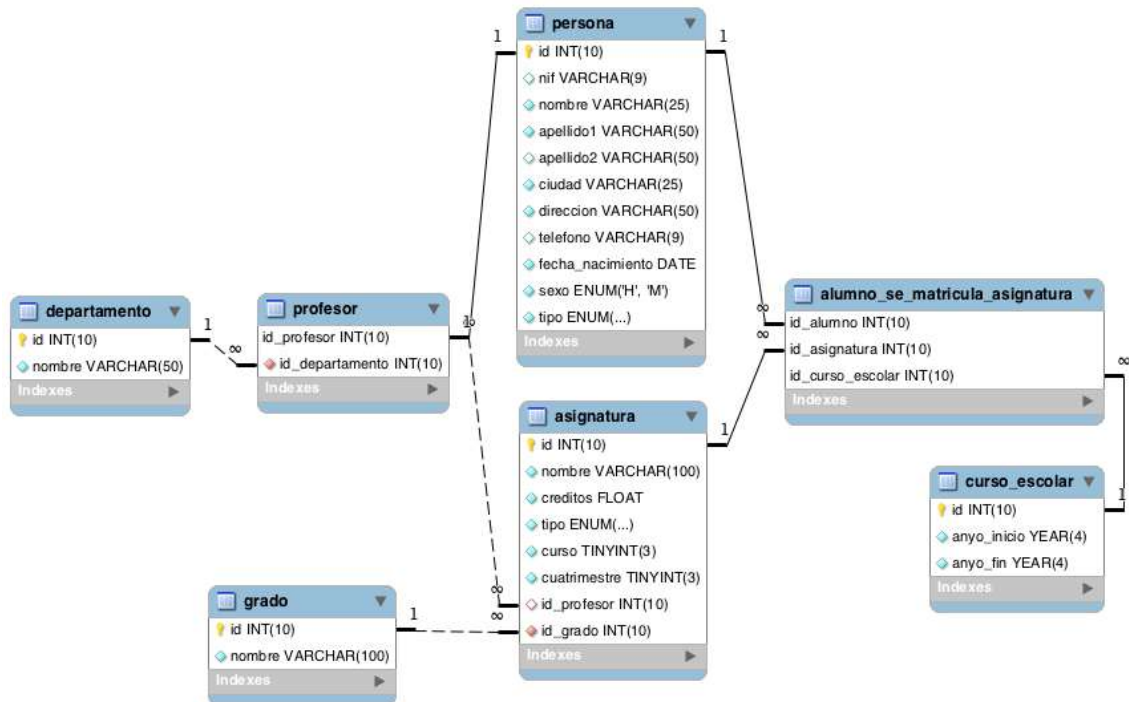 persona
id INT(10)
nif VARCHAR(9)
nombre VARCHAR(25)
apellido1 VARCHAR(50)
apellido2 VARCHAR(50)
ciudad VARCHAR(25)
direccion VARCHAR(50)
telefono VARCHAR(9)
fecha_nacimiento DATE
sexo ENUM('H', 'M')
tipo ENUM(...)
Indexes
1
1
departamento
id INT(10)
nombre VARCHAR(50)
Indexes
1
∞
profesor
id_profesor INT(10)
id_departamento INT(10)
Indexes
alumno_se_matricula_asignatura
id_alumno INT(10)
id_asignatura INT(10)
id_curso_escolar INT(10)
Indexes
∞
∞
∞
asignatura
id INT(10)
nombre VARCHAR(100)
creditos FLOAT
tipo ENUM(...)
curso TINYINT(3)
cuatrimestre TINYINT(3)
id_profesor INT(10)
id_grado INT(10)
Indexes
1
∞
∞
curso_escolar
id INT(10)
anyo_inicio YEAR(4)
anyo_fin YEAR(4)
Indexes
1
grado
id INT(10)
nombre VARCHAR(100)
Indexes
1